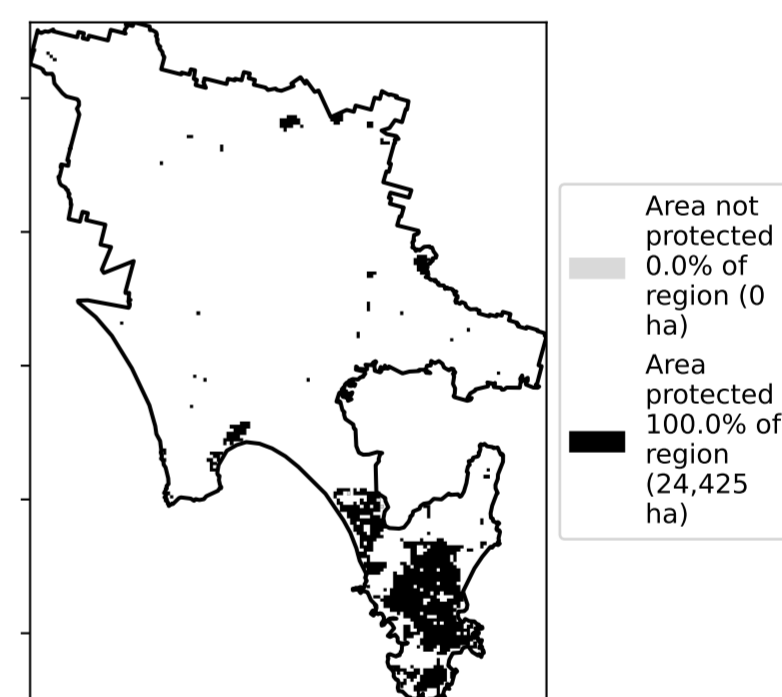 Area not
protected
0.0% of
region (0
ha)
Area
protected
100.0% of
region
(24,425
ha)